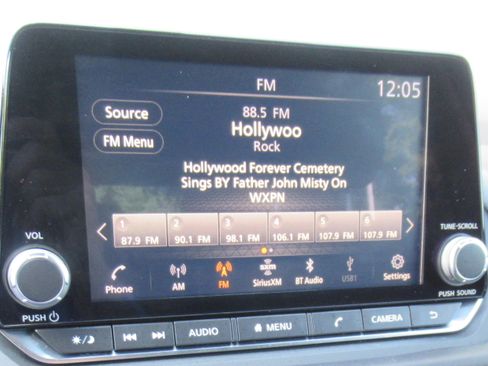 FM
12:05
Source
88.5 FM
Hollywoo
FM Menu
Rock
Hollywood Forever Cemetery
Sings BY Father John Misty On
WXPN
1 2 3 4 5 6
87.9 FM 90.1 FM 98.1 FM 106.1 FM 107.9 FM 107.9 FM
VOL
TUNE·SCROLL
Phone
AM
FM
sxm
SiriusXM
BT Audio
USB1
Settings
PUSH
PUSH SOUND
AUDIO
MENU
CAMERA